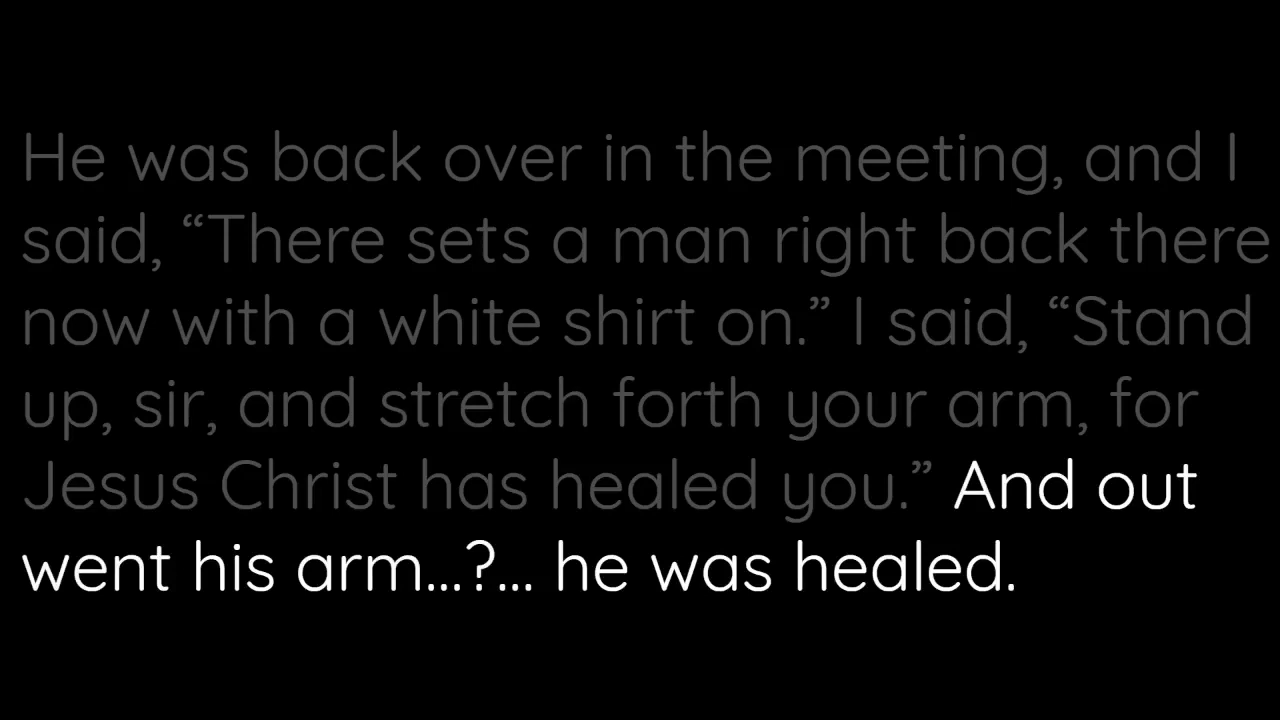 He was back over in the meeting, and I
said, “There sets a man right back there
now with a white shirt on.” I said, “Stand
up, sir, and stretch forth your arm, for
Jesus Christ has healed you.” And out
went his arm...?... he was healed.